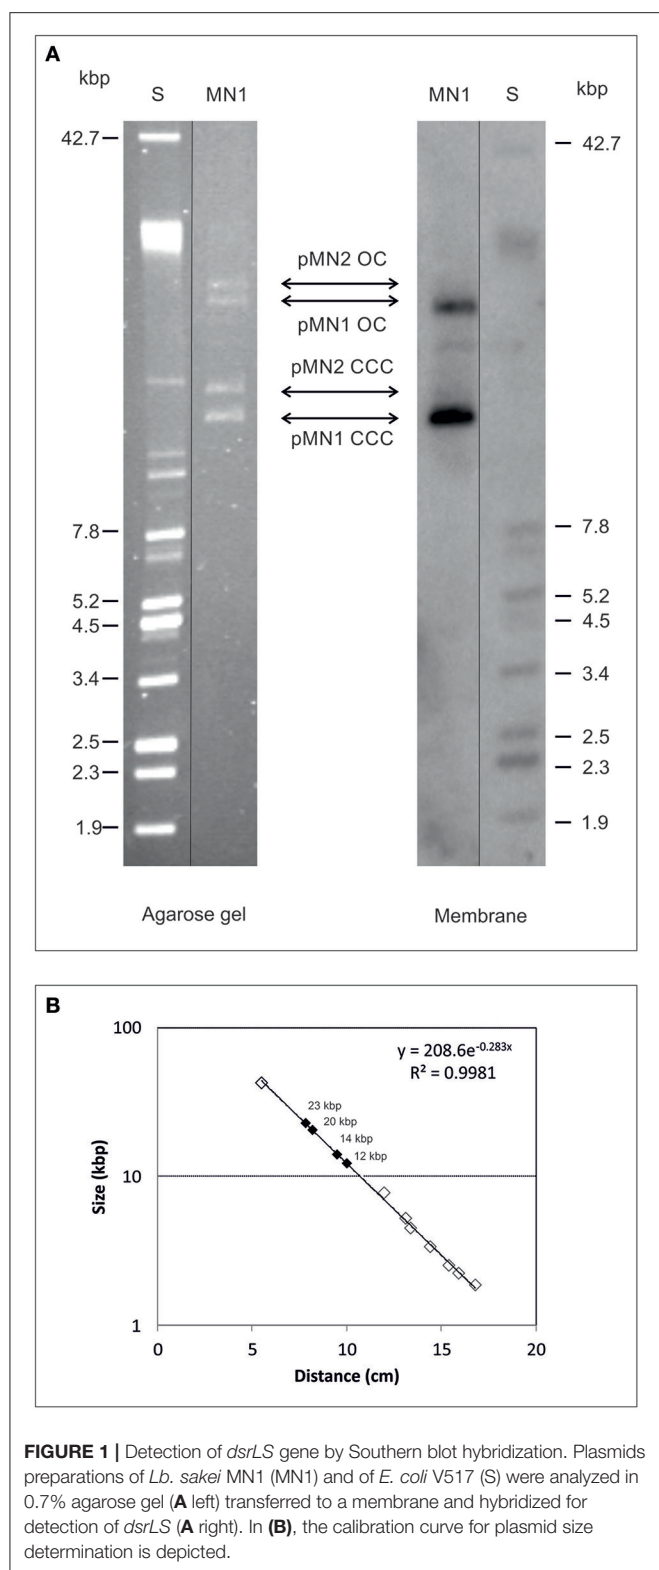 A
kbp
S MN1
MN1 S
kbp
42.7
7.8
5.2
4.5
3.4
2.5
2.3
1.9
pMN2 OC
pMN1 OC
pMN2 CCC
pMN1 CCC
42.7
7.8
5.2
4.5
3.4
2.5
2.3
1.9
Agarose gel
Membrane
B
y = 208.6e^-0.283x
R² = 0.9981
Size (kbp)
100
10
1
23 kbp
20 kbp
14 kbp
12 kbp
0 5 10 15 20
Distance (cm)
FIGURE 1 | Detection of dsrLS gene by Southern blot hybridization. Plasmids
preparations of Lb. sakei MN1 (MN1) and of E. coli V517 (S) were analyzed in
0.7% agarose gel (A left) transferred to a membrane and hybridized for
detection of dsrLS (A right). In (B), the calibration curve for plasmid size
determination is depicted.